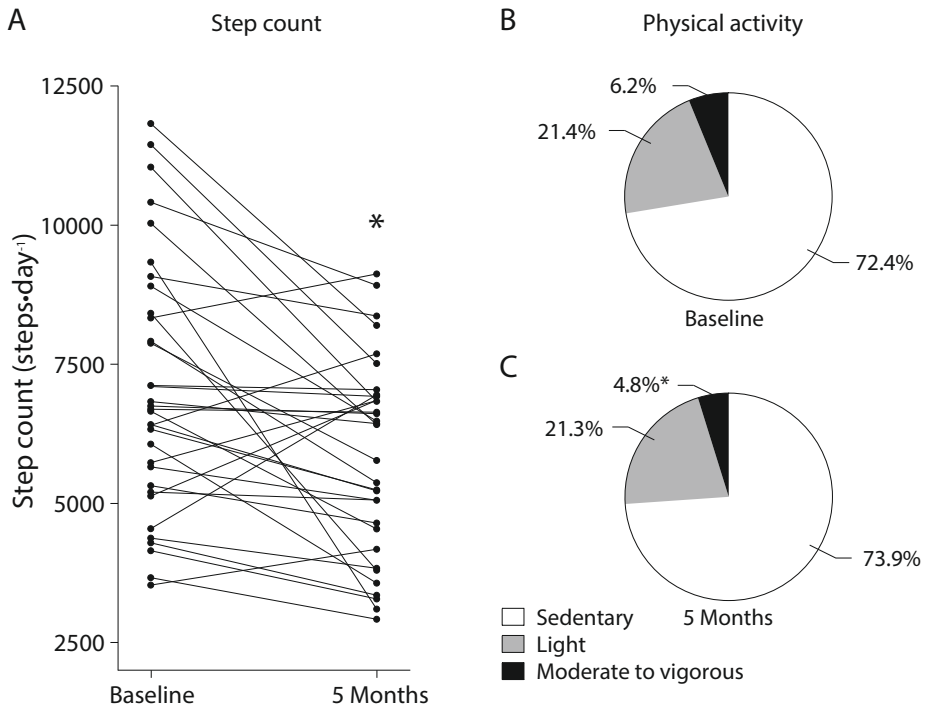 A
Step count
Step count (steps•day-1)
12500
10000
7500
5000
2500
*
Baseline
5 Months
B
Physical activity
6.2%
21.4%
72.4%
Baseline
C
4.8%*
21.3%
73.9%
5 Months
Sedentary
Light
Moderate to vigorous